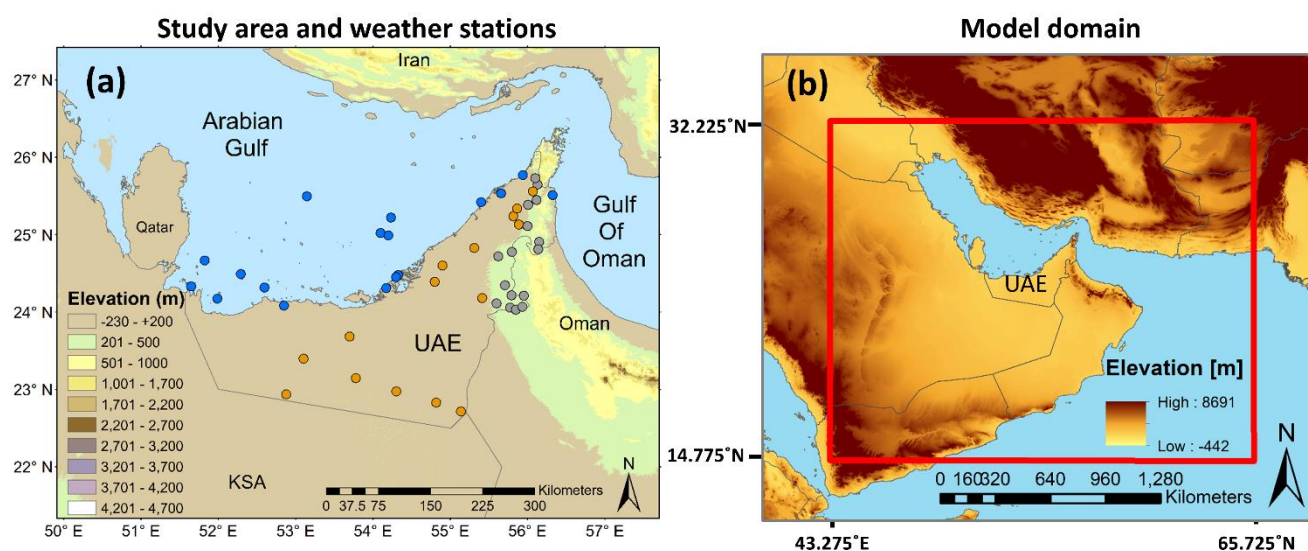 Study area and weather stations
(a)
27° N
26° N
25° N
24° N
23° N
22° N
Iran
Arabian
Gulf
Qatar
Gulf
Of
Oman
UAE
Oman
KSA
Elevation (m)
-230 - +200
201 - 500
501 - 1000
1,001 - 1,700
1,701 - 2,200
2,201 - 2,700
2,701 - 3,200
3,201 - 3,700
3,701 - 4,200
4,201 - 4,700
N
Kilometers
0 37.5 75 150 225 300
50° E 51° E 52° E 53° E 54° E 55° E 56° E 57° E
Model domain
(b)
32.225˚N
14.775˚N
UAE
Elevation [m]
High : 8691
Low : -442
N
0 160 320 640 960 1,280
Kilometers
43.275˚E 65.725˚N